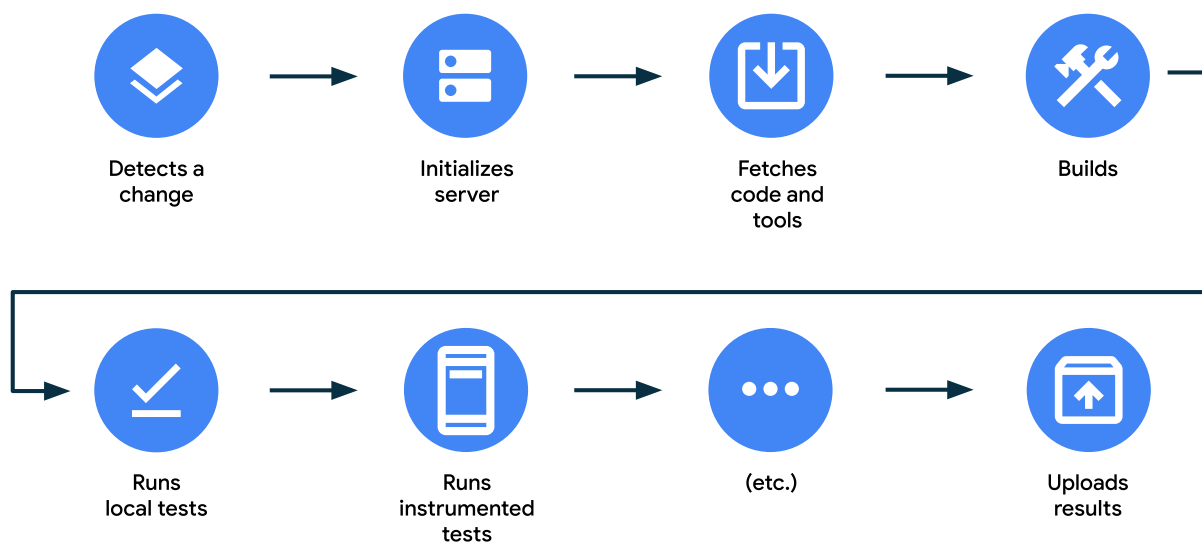 Detects a
change
Initializes
server
Fetches
code and
tools
Builds
Runs
local tests
Runs
instrumented
tests
(etc.)
Uploads
results